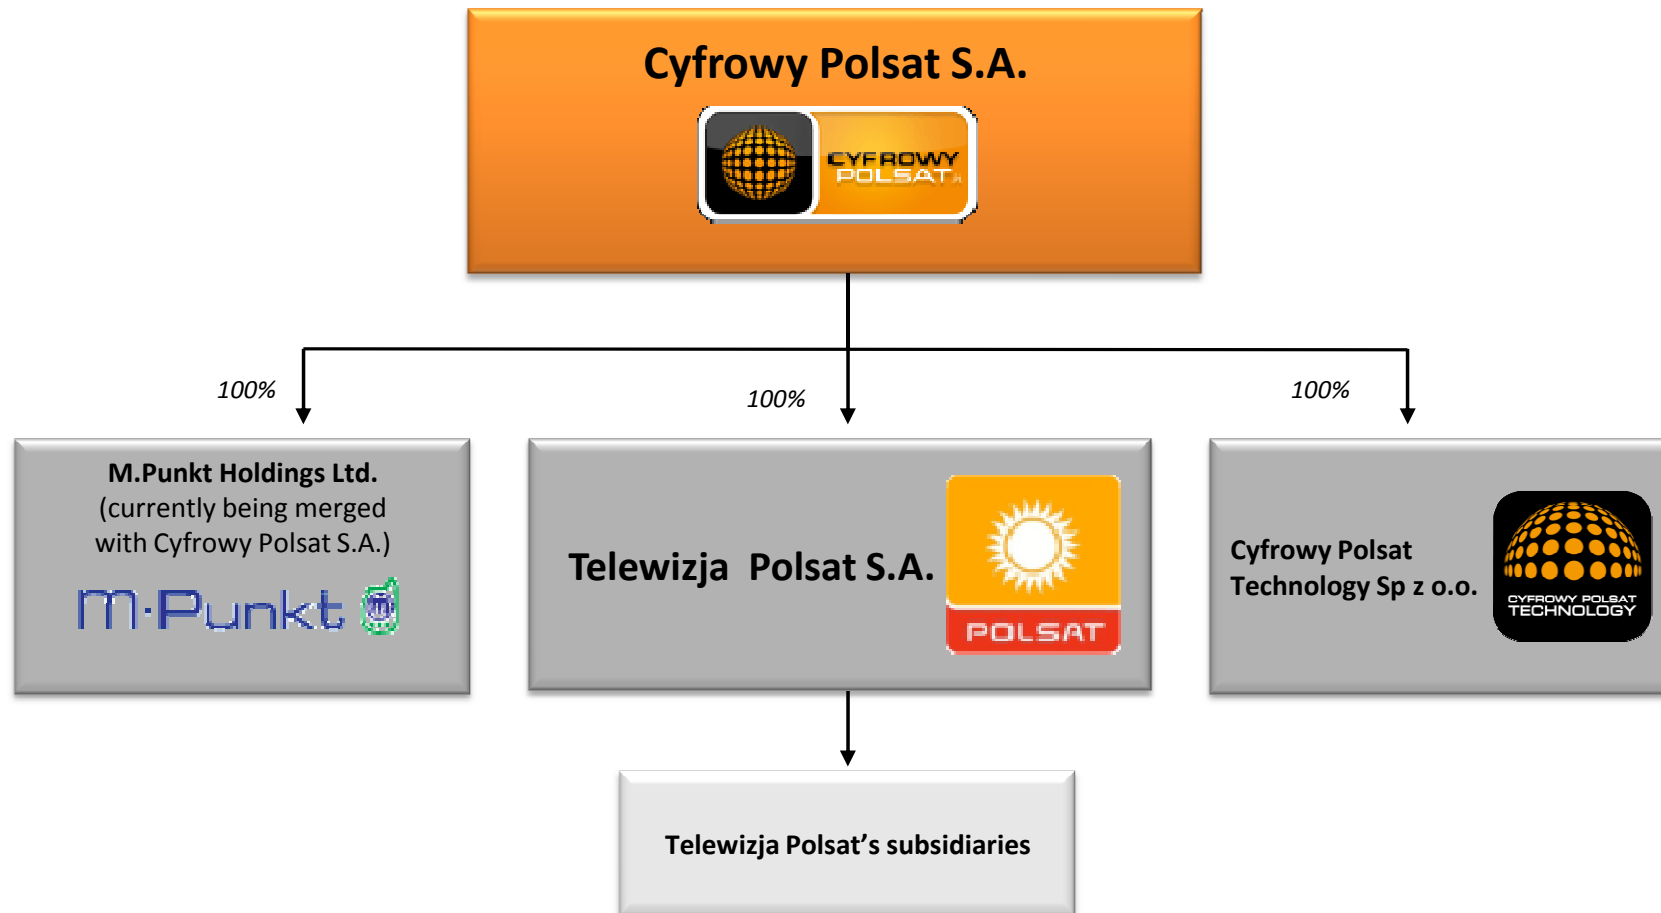 Cyfrowy Polsat S.A.
CYFROWY
POLSAT
100%
100%
100%
M.Punkt Holdings Ltd.
(currently being merged
with Cyfrowy Polsat S.A.)
m·Punkt m
Telewizja Polsat S.A.
POLSAT
Cyfrowy Polsat
Technology Sp z o.o.
CYFROWY POLSAT
TECHNOLOGY
Telewizja Polsat’s subsidiaries